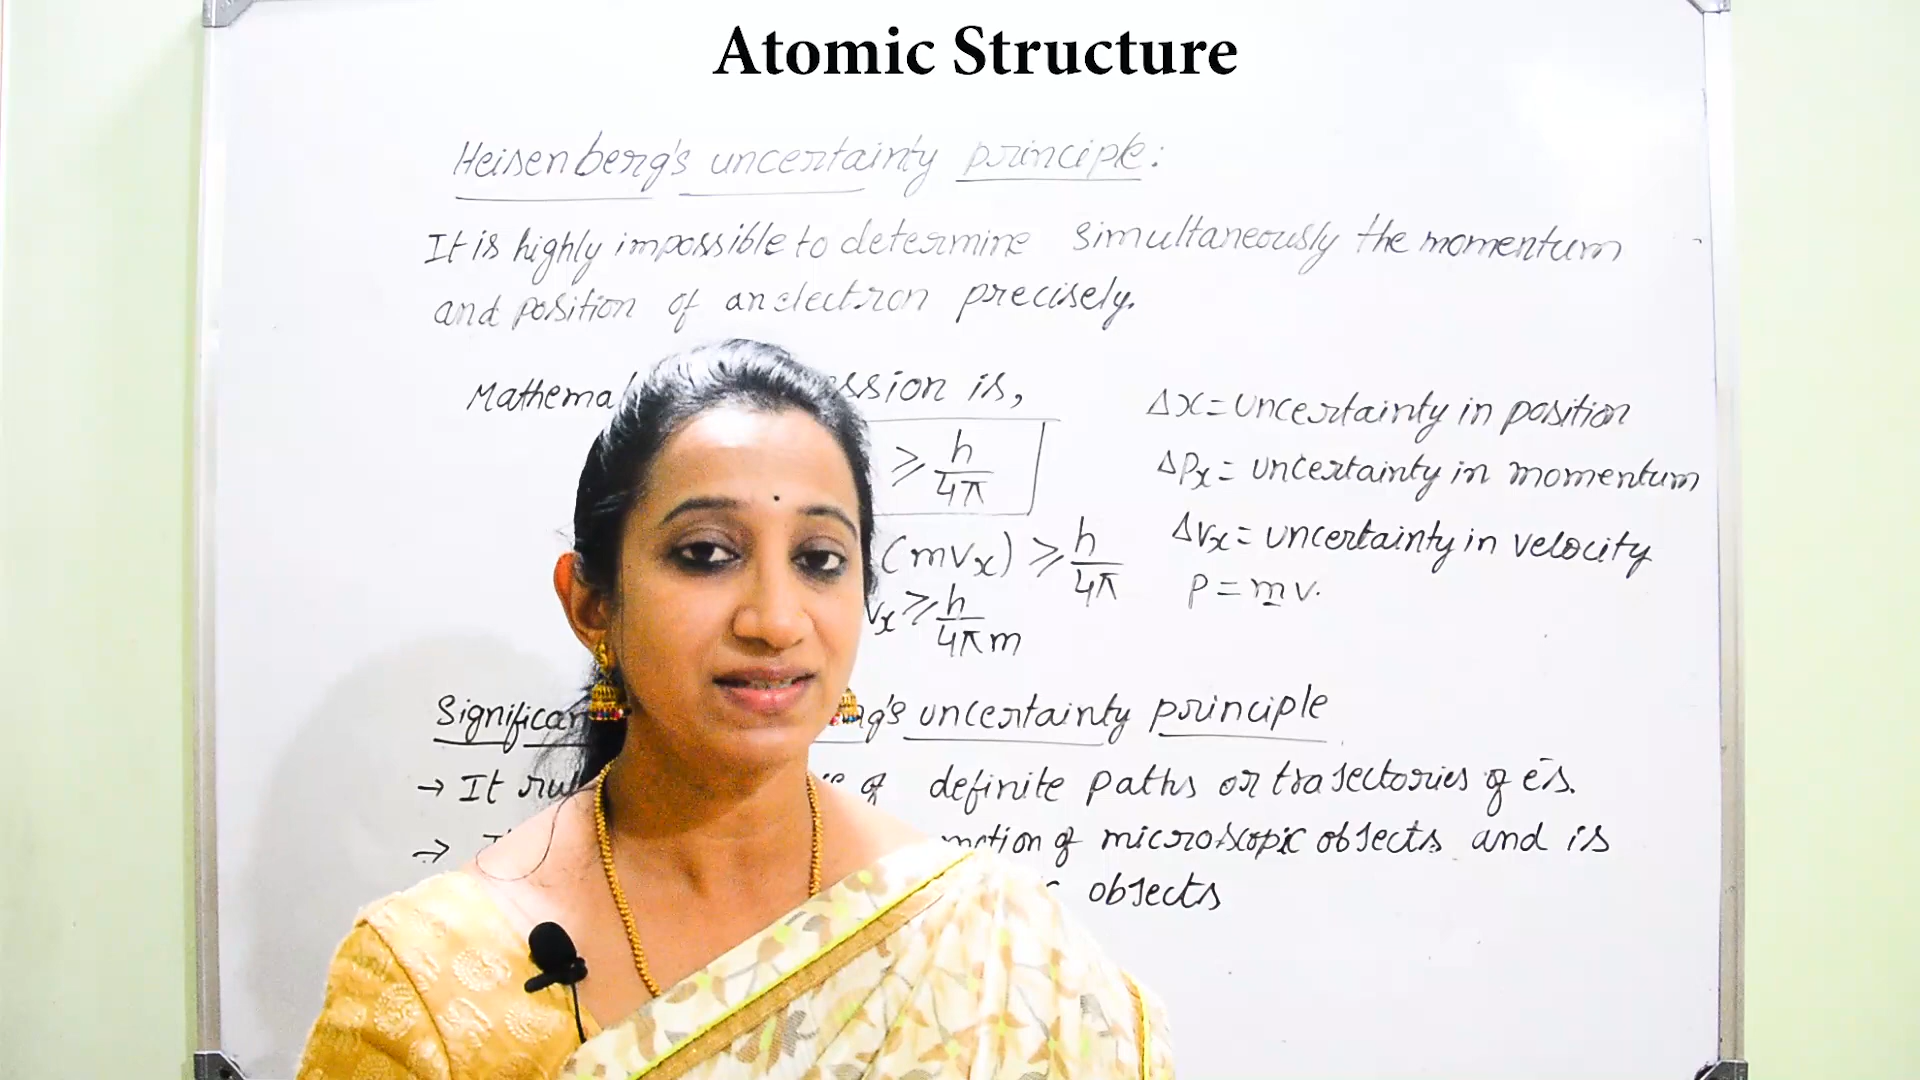 Atomic Structure
Heisenberg's uncertainty principle:
It is highly impossible to determine simultaneously the momentum
and position of an electron precisely.
Mathema ssion is,
≥ h/4π
(mvx) ≥ h/4π
vx ≥ h/4πm
Δx = uncertainty in position
Δpx = uncertainty in momentum
Δvx = uncertainty in velocity
p = mv.
Significan g's uncertainty principle
→ It rul of definite paths or trajectories of e⁻s.
→ motion of microscopic objects and is
objects